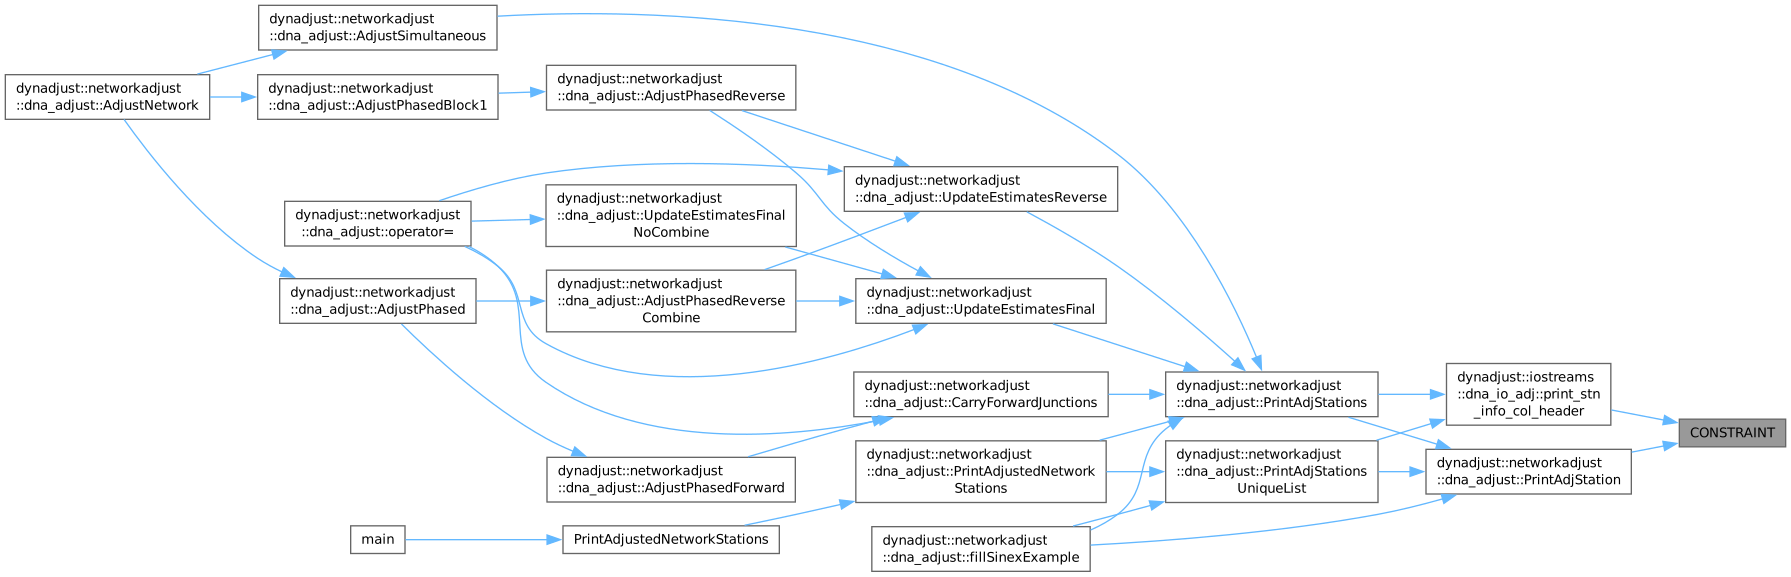 dynadjust::networkadjust
::dna_adjust::AdjustSimultaneous
dynadjust::networkadjust
::dna_adjust::AdjustNetwork
dynadjust::networkadjust
::dna_adjust::AdjustPhasedBlock1
dynadjust::networkadjust
::dna_adjust::AdjustPhasedReverse
dynadjust::networkadjust
::dna_adjust::UpdateEstimatesReverse
dynadjust::networkadjust
::dna_adjust::operator=
dynadjust::networkadjust
::dna_adjust::UpdateEstimatesFinal
NoCombine
dynadjust::networkadjust
::dna_adjust::AdjustPhased
dynadjust::networkadjust
::dna_adjust::AdjustPhasedReverse
Combine
dynadjust::networkadjust
::dna_adjust::UpdateEstimatesFinal
dynadjust::networkadjust
::dna_adjust::CarryForwardJunctions
dynadjust::networkadjust
::dna_adjust::PrintAdjStations
dynadjust::iostreams
::dna_io_adj::print_stn
_info_col_header
CONSTRAINT
dynadjust::networkadjust
::dna_adjust::AdjustPhasedForward
dynadjust::networkadjust
::dna_adjust::PrintAdjustedNetwork
Stations
dynadjust::networkadjust
::dna_adjust::PrintAdjStations
UniqueList
dynadjust::networkadjust
::dna_adjust::PrintAdjStation
main
PrintAdjustedNetworkStations
dynadjust::networkadjust
::dna_adjust::fillSinexExample